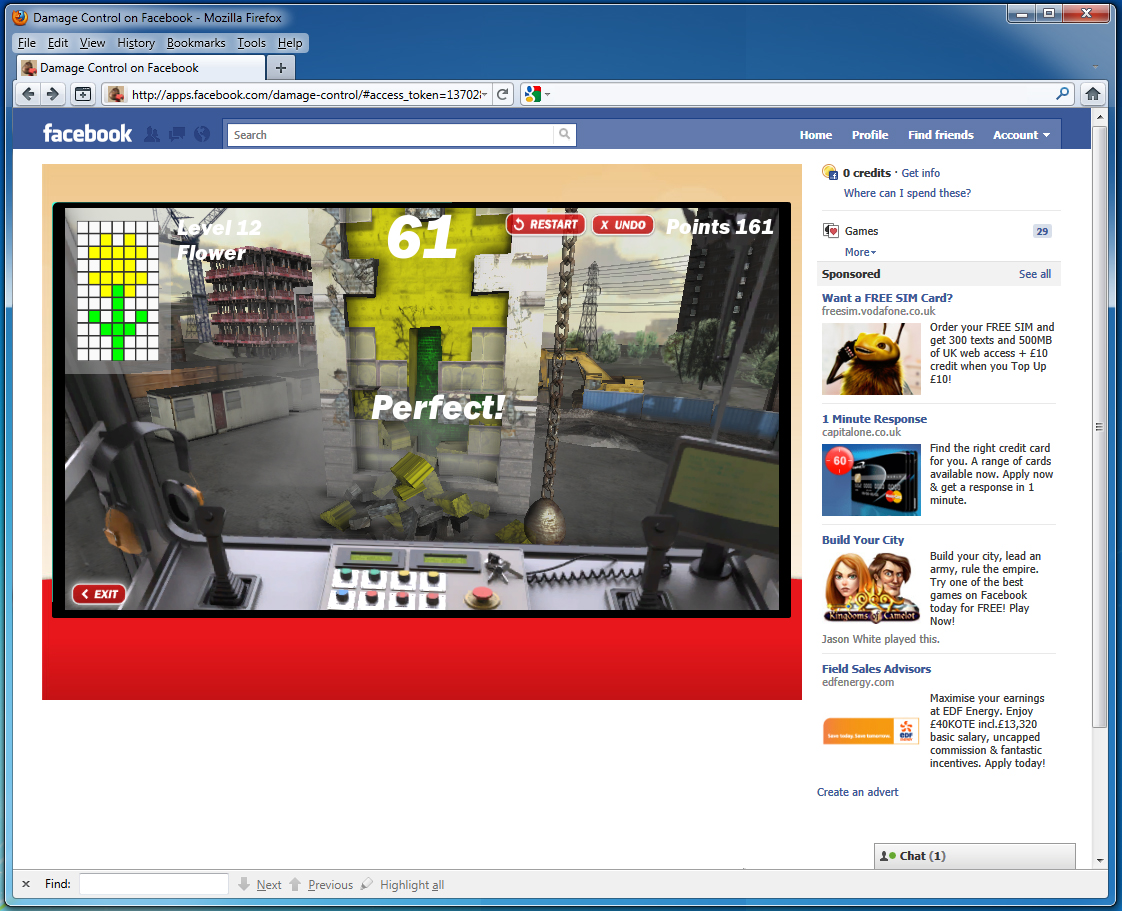 Damage Control on Facebook - Mozilla Firefox
File Edit View History Bookmarks Tools Help
Damage Control on Facebook
http://apps.facebook.com/damage-control/#access_token=13702
facebook
Search
Home Profile Find friends Account
Level 12
Flower
61
RESTART
X UNDO
Points 161
Perfect!
EXIT
0 credits · Get info
Where can I spend these?
Games 29
More
Sponsored See all
Want a FREE SIM Card?
freesim.vodafone.co.uk
Order your FREE SIM and
get 300 texts and 500MB
of UK web access + £10
credit when you Top Up
£10!
1 Minute Response
capitalone.co.uk
60
Find the right credit card
for you. A range of cards
available now. Apply now
& get a response in 1
minute.
Build Your City
Kingdoms of Camelot
Build your city, lead an
army, rule the empire.
Try one of the best
games on Facebook
today for FREE! Play
Now!
Jason White played this.
Field Sales Advisors
edfenergy.com
Save today. Save tomorrow.
EDF
Maximise your earnings
at EDF Energy. Enjoy
£40KOTE incl.£13,320
basic salary, uncapped
commission & fantastic
incentives. Apply today!
Create an advert
Chat (1)
x Find: Next Previous Highlight all